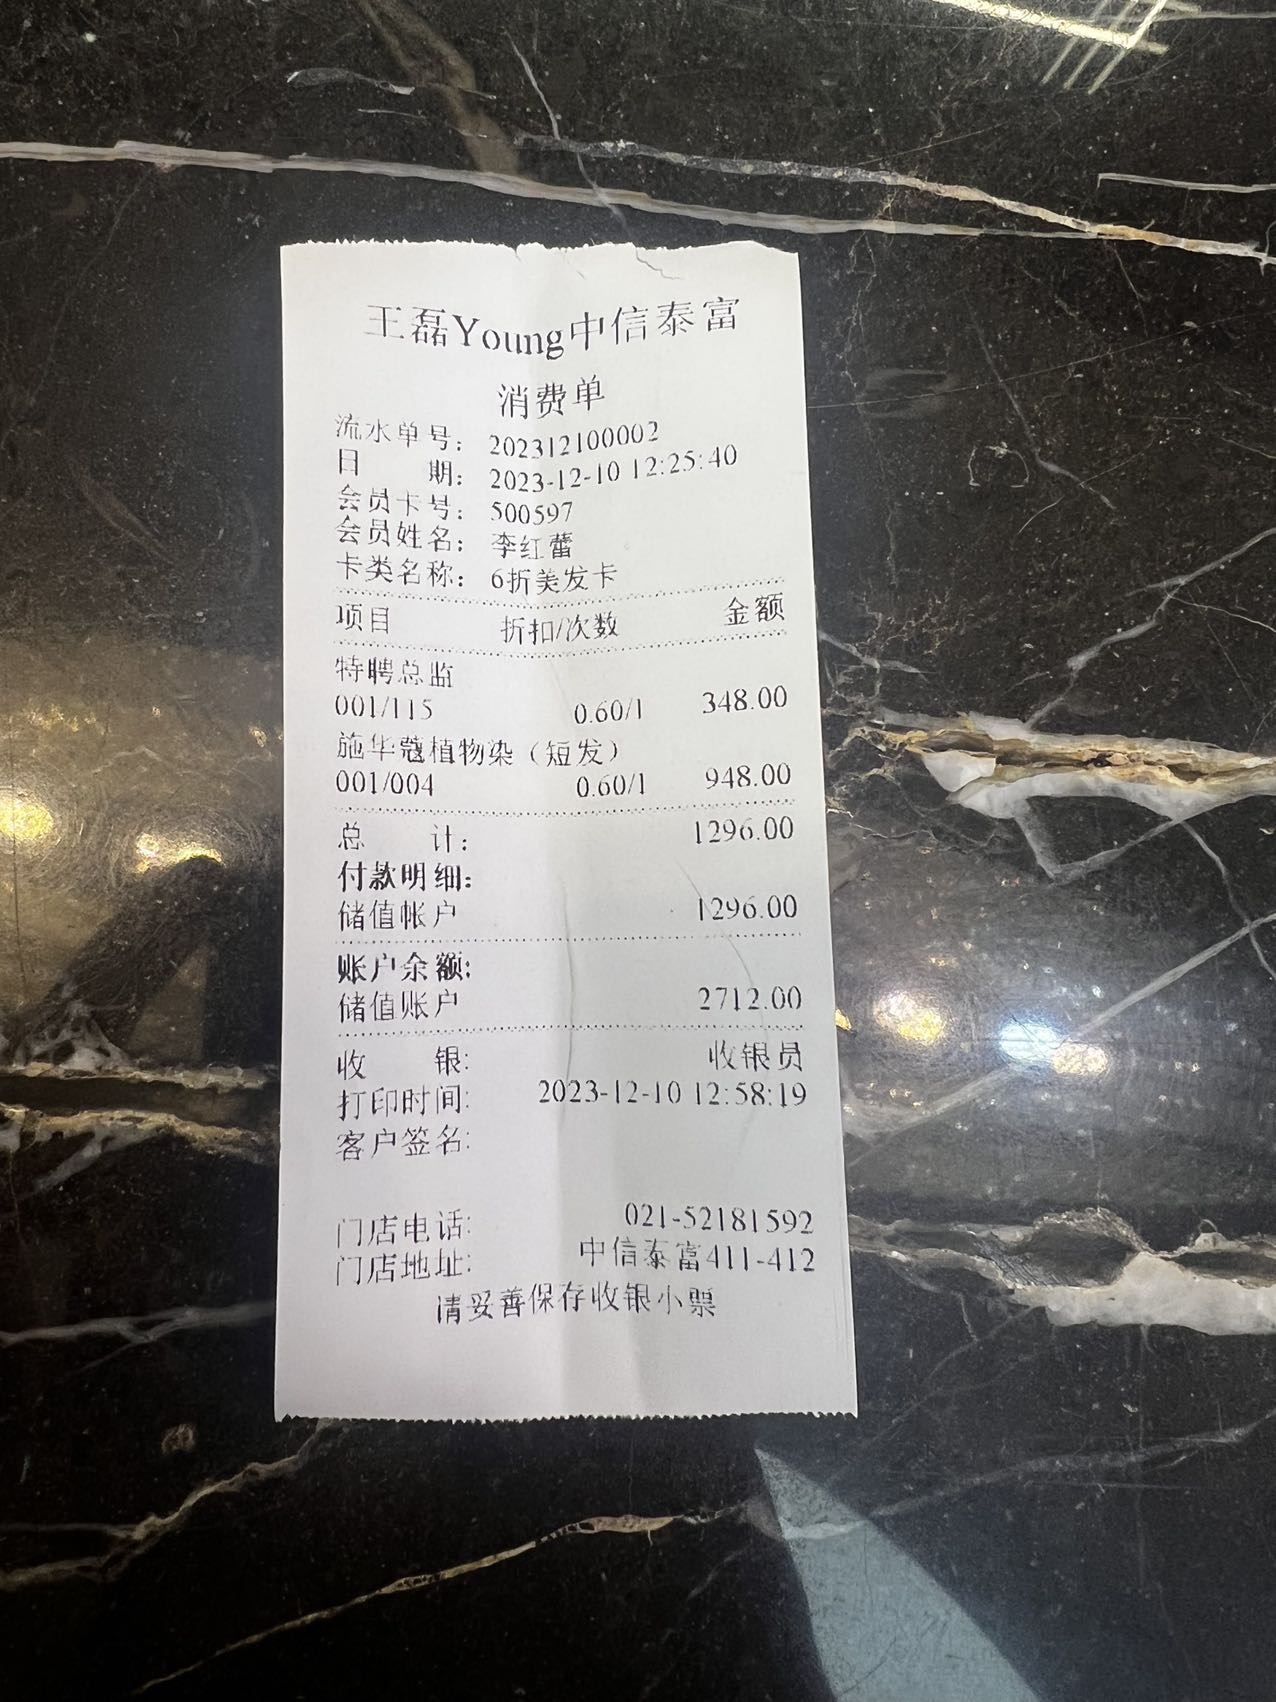 王磊Young中信泰富
消费单
流水单号: 202312100002
日 期: 2023-12-10 12:25:40
会员卡号: 500597
会员姓名: 李红蕾
卡类名称: 6折美发卡
项目 折扣/次数 金额
特聘总监
001/115 0.60/1 348.00
施华蔻植物染（短发）
001/004 0.60/1 948.00
总 计: 1296.00
付款明细:
储值帐户 1296.00
账户余额:
储值账户 2712.00
收 银: 收银员
打印时间: 2023-12-10 12:58:19
客户签名:
门店电话: 021-52181592
门店地址: 中信泰富411-412
请妥善保存收银小票